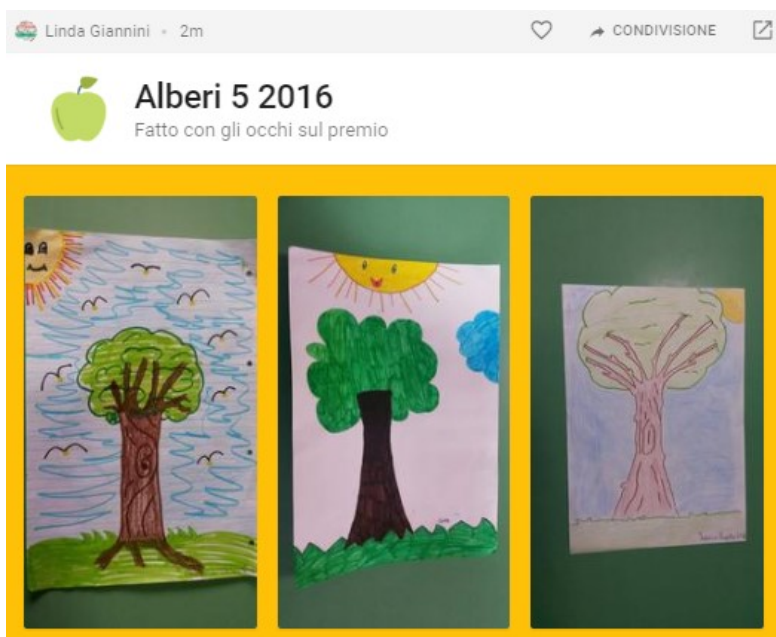 Linda Giannini • 2m
CONDIVISIONE
Alberi 5 2016
Fatto con gli occhi sul premio